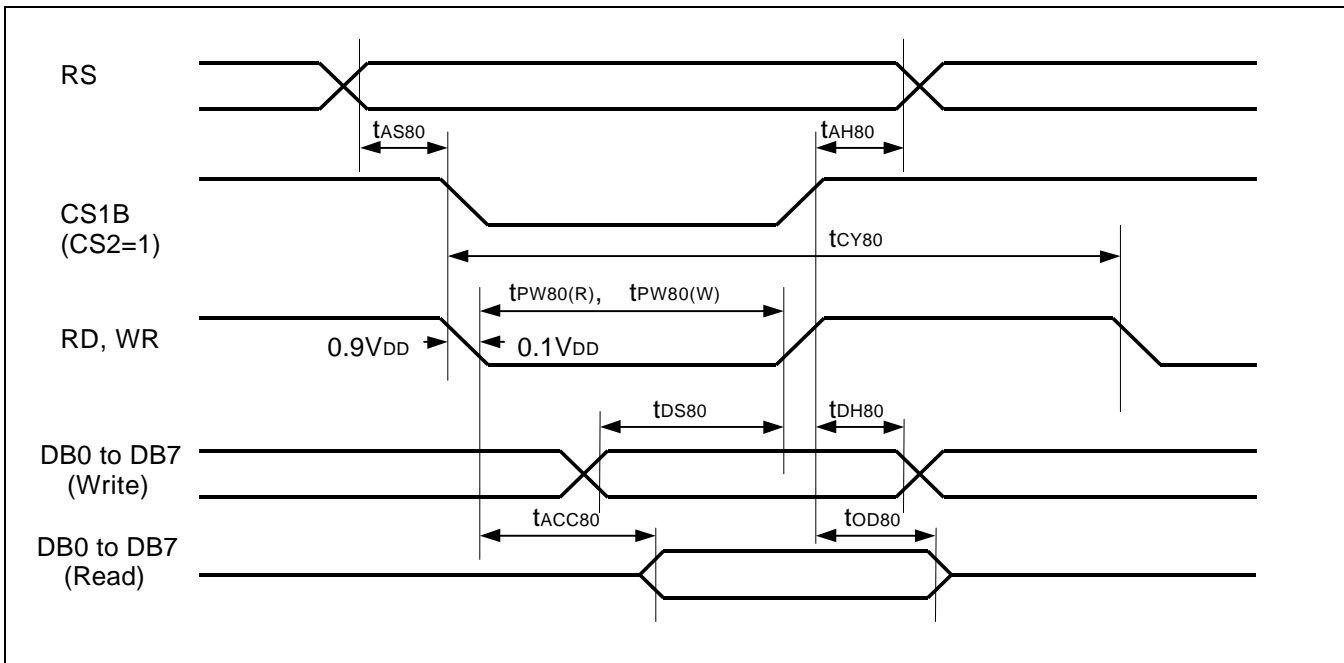 RS
tAS80
tAH80
CS1B
(CS2=1)
tCY80
tPW80(R), tPW80(W)
RD, WR
0.9VDD
0.1VDD
tDS80
tDH80
DB0 to DB7
(Write)
tACC80
tOD80
DB0 to DB7
(Read)